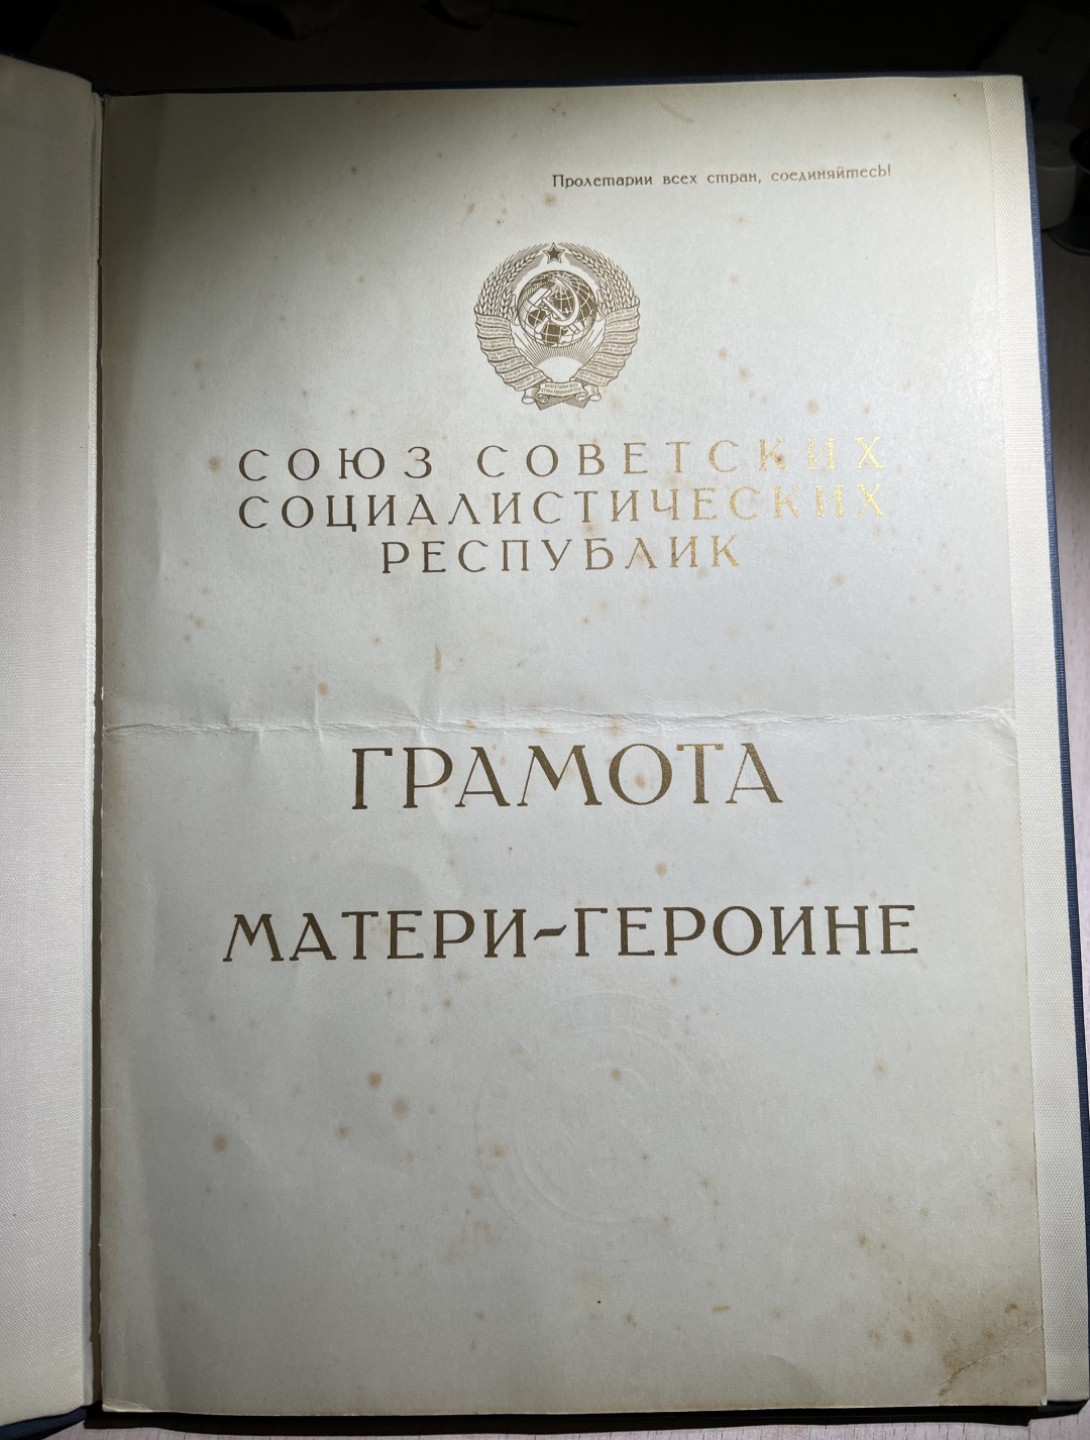 Пролетарии всех стран, соединяйтесь!
СОЮЗ СОВЕТСКИХ
СОЦИАЛИСТИЧЕСКИХ
РЕСПУБЛИК
ГРАМОТА
МАТЕРИ-ГЕРОИНЕ